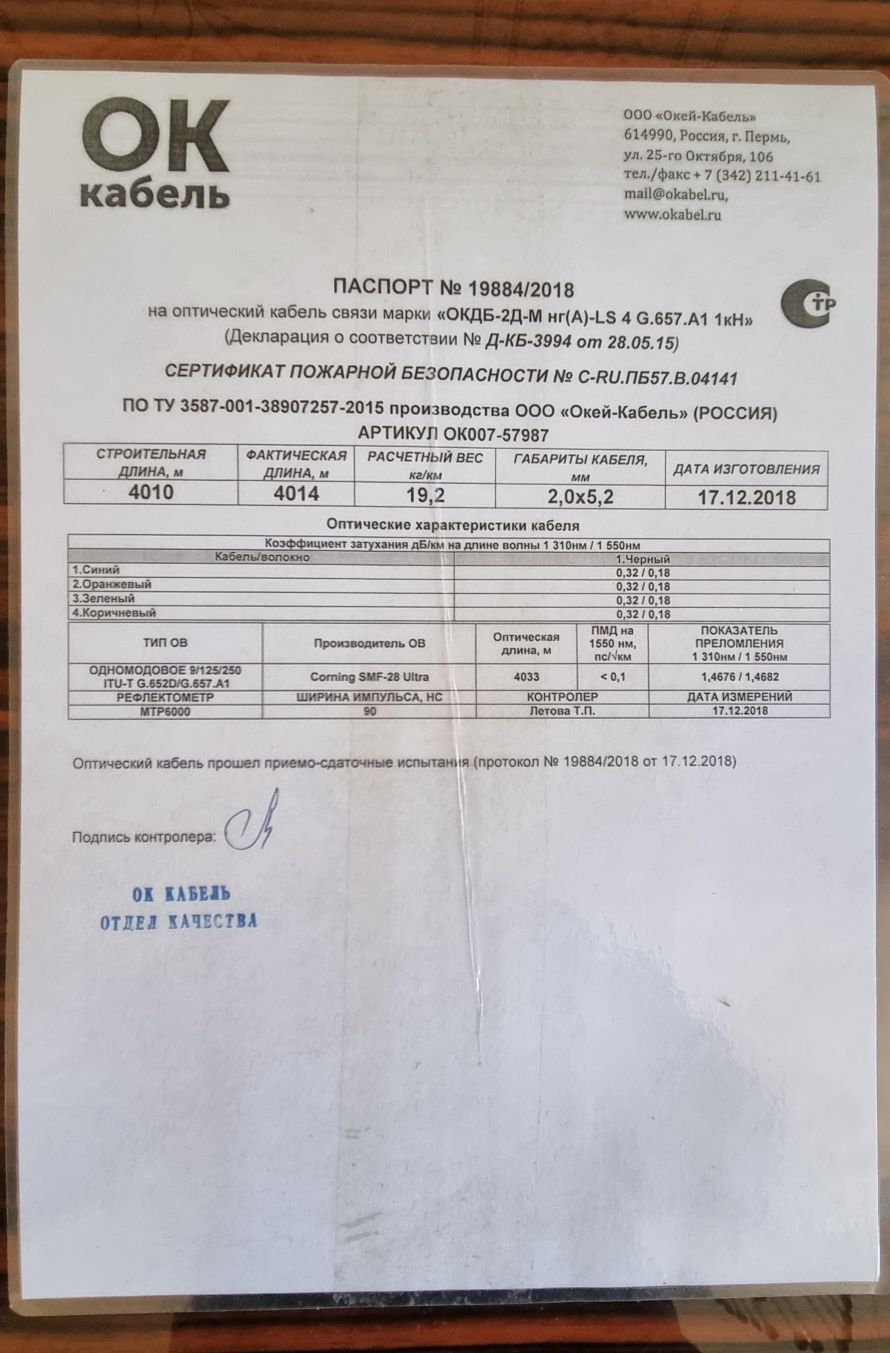 ОК
кабель
ООО «Окей-Кабель»
614990, Россия, г. Пермь,
ул. 25-го Октября, 106
тел./факс + 7 (342) 211-41-61
mail@okabel.ru,
www.okabel.ru
ПАСПОРТ № 19884/2018
на оптический кабель связи марки «ОКДБ-2Д-М нг(А)-LS 4 G.657.A1 1кН»
(Декларация о соответствии № Д-КБ-3994 от 28.05.15)
ТР
СЕРТИФИКАТ ПОЖАРНОЙ БЕЗОПАСНОСТИ № C-RU.ПБ57.В.04141
ПО ТУ 3587-001-38907257-2015 производства ООО «Окей-Кабель» (РОССИЯ)
АРТИКУЛ ОК007-57987
СТРОИТЕЛЬНАЯ ФАКТИЧЕСКАЯ РАСЧЕТНЫЙ ВЕС ГАБАРИТЫ КАБЕЛЯ, ДАТА ИЗГОТОВЛЕНИЯ
ДЛИНА, м ДЛИНА, м кг/км мм
4010 4014 19,2 2,0х5,2 17.12.2018
Оптические характеристики кабеля
Коэффициент затухания дБ/км на длине волны 1 310нм / 1 550нм
Кабель/волокно 1.Черный
1.Синий 0,32 / 0,18
2.Оранжевый 0,32 / 0,18
3.Зеленый 0,32 / 0,18
4.Коричневый 0,32 / 0,18
ТИП ОВ Производитель ОВ Оптическая длина, м ПМД на 1550 нм, пс/√км ПОКАЗАТЕЛЬ ПРЕЛОМЛЕНИЯ 1 310нм / 1 550нм
ОДНОМОДОВОЕ 9/125/250 Corning SMF-28 Ultra 4033 < 0,1 1,4676 / 1,4682
ITU-T G.652D/G.657.A1
РЕФЛЕКТОМЕТР ШИРИНА ИМПУЛЬСА, НС КОНТРОЛЕР ДАТА ИЗМЕРЕНИЙ
МТР6000 90 Летова Т.П. 17.12.2018
Оптический кабель прошел приемо-сдаточные испытания (протокол № 19884/2018 от 17.12.2018)
Подпись контролера:
ОК КАБЕЛЬ
ОТДЕЛ КАЧЕСТВА